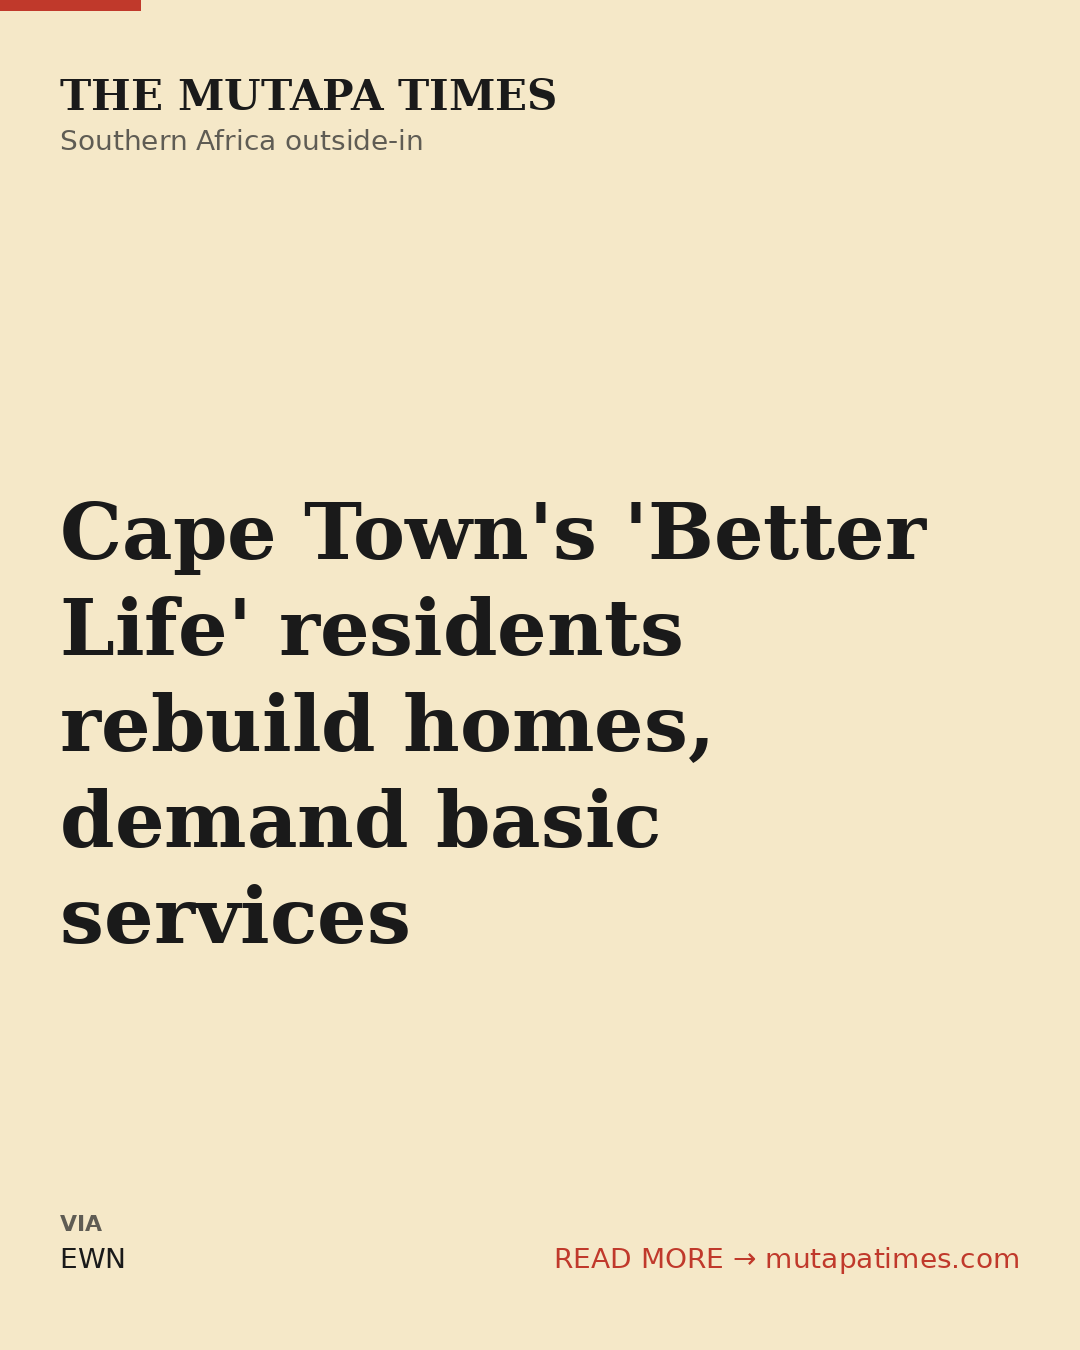 THE MUTAPA TIMES
Southern Africa outside-in
Cape Town's 'Better
Life' residents
rebuild homes,
demand basic
services
VIA
EWN
READ MORE → mutapatimes.com